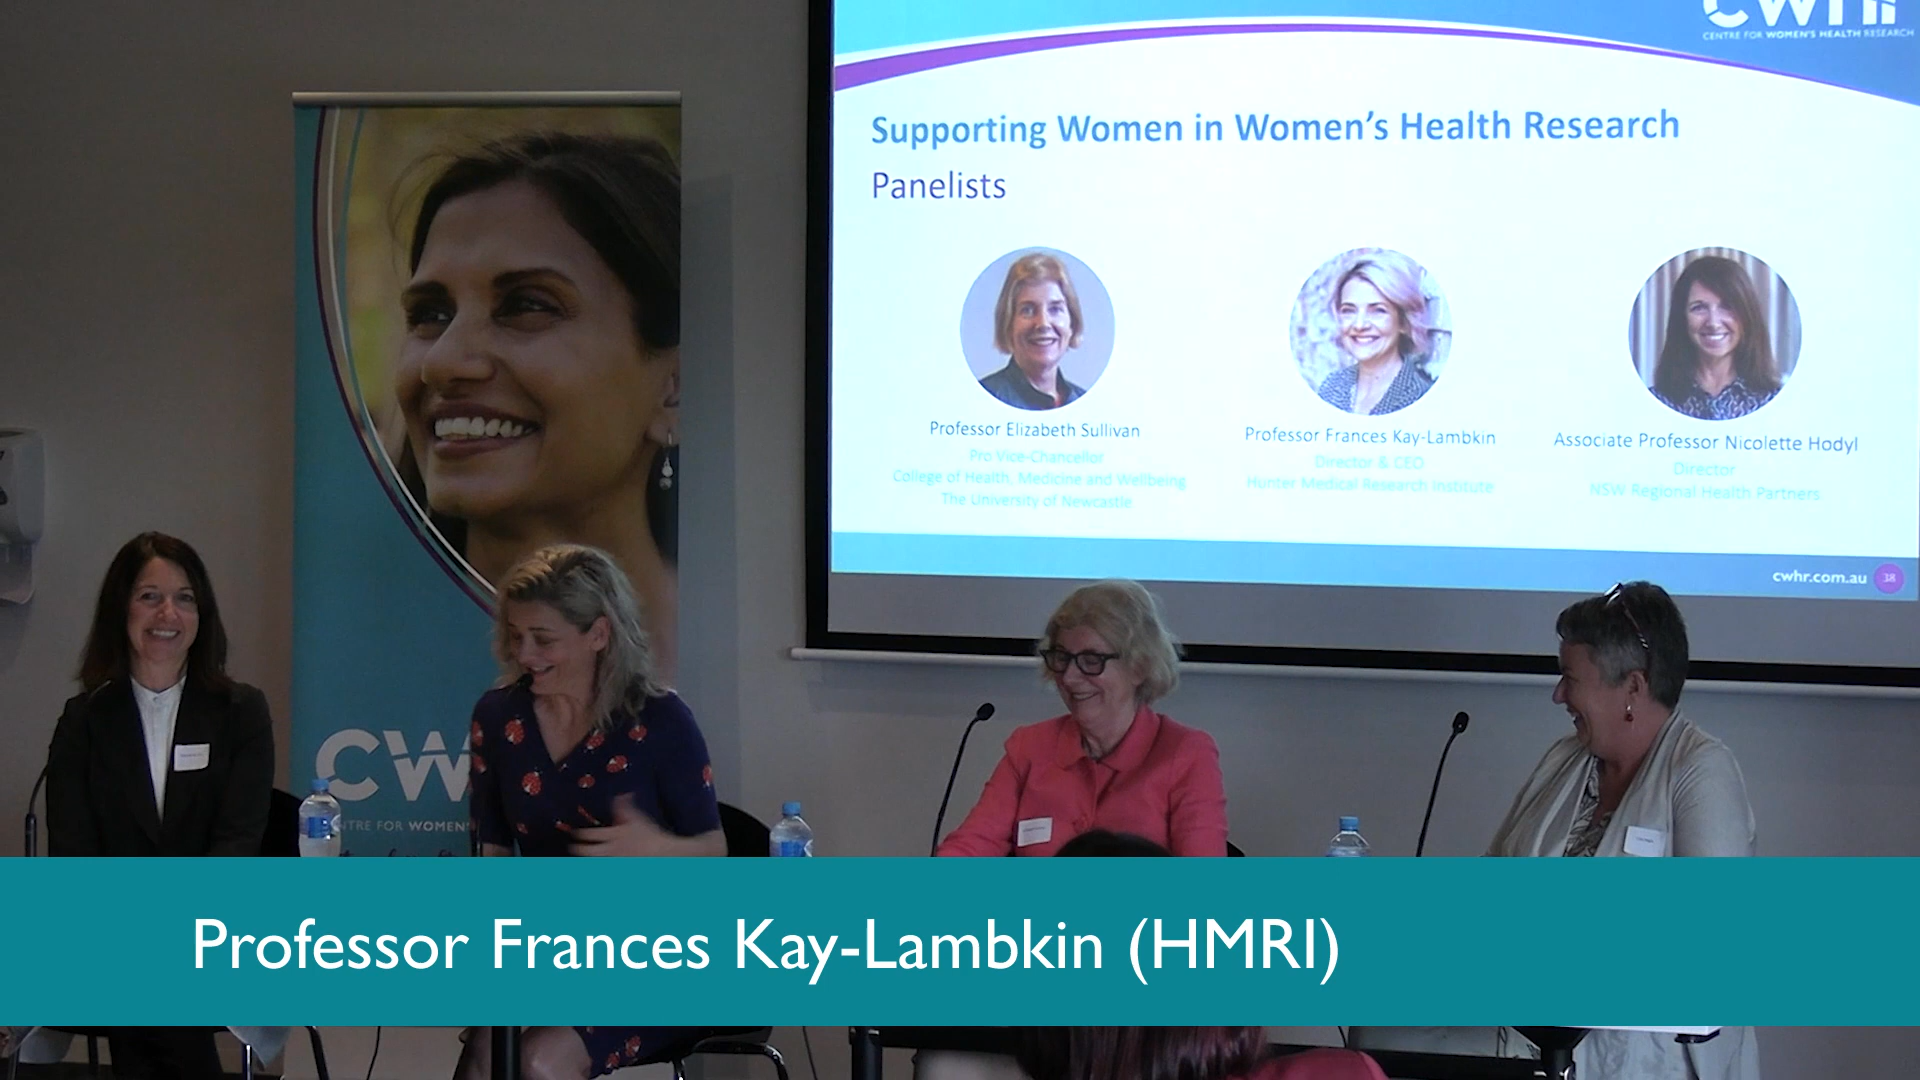 CWHR
CENTRE FOR WOMEN'S HEALTH RESEARCH
Supporting Women in Women's Health Research
Panelists
Professor Elizabeth Sullivan
Pro Vice-Chancellor
College of Health, Medicine and Wellbeing
The University of Newcastle
Professor Frances Kay-Lambkin
Director & CEO
Hunter Medical Research Institute
Associate Professor Nicolette Hodyl
Director
NSW Regional Health Partners
cwhr.com.au 38
CW
NTRE FOR WOMEN'
Professor Frances Kay-Lambkin (HMRI)